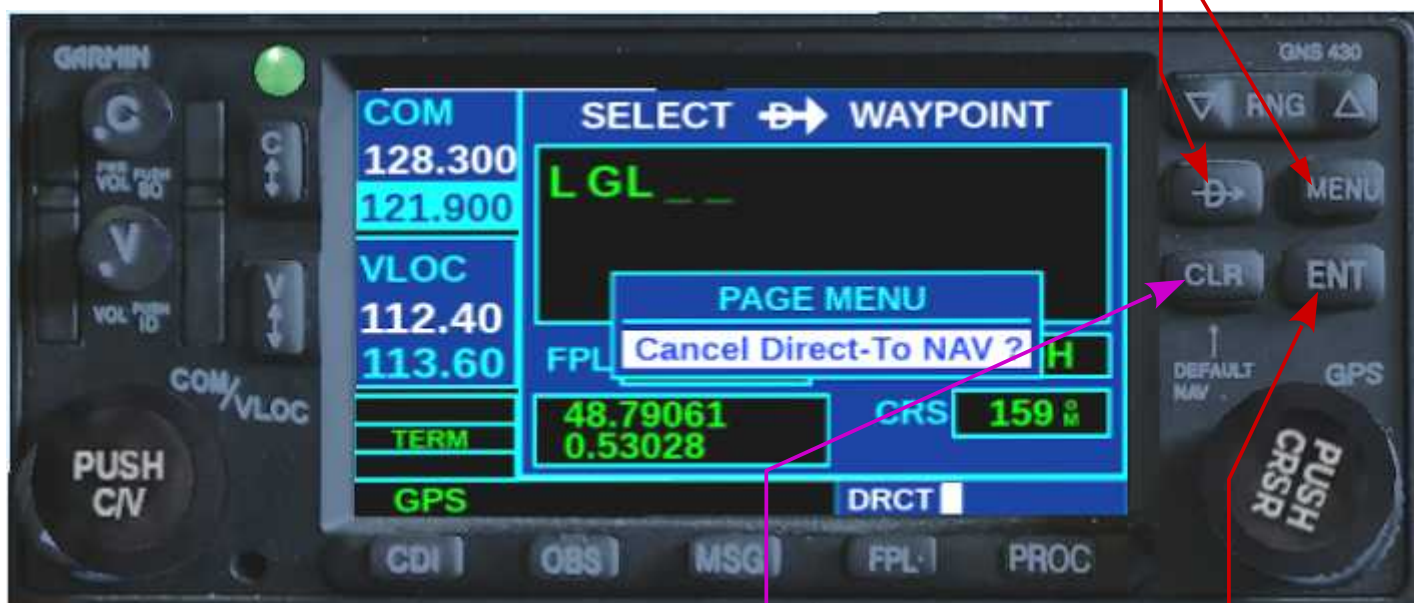 GARMIN
GNS 430
C
PWR VOL PUSH SQ
C
V
VOL PUSH ID
V
COM/VLOC
PUSH C/V
COM
128.300
121.900
VLOC
112.40
113.60
TERM
GPS
SELECT D WAYPOINT
LGL_ _
PAGE MENU
Cancel Direct-To NAV ?
FPL
H
48.79061
0.53028
CRS 159 °M
DRCT
RNG
D
MENU
CLR
ENT
DEFAULT NAV
GPS
PUSH CRSR
CDI
OBS
MSG
FPL
PROC